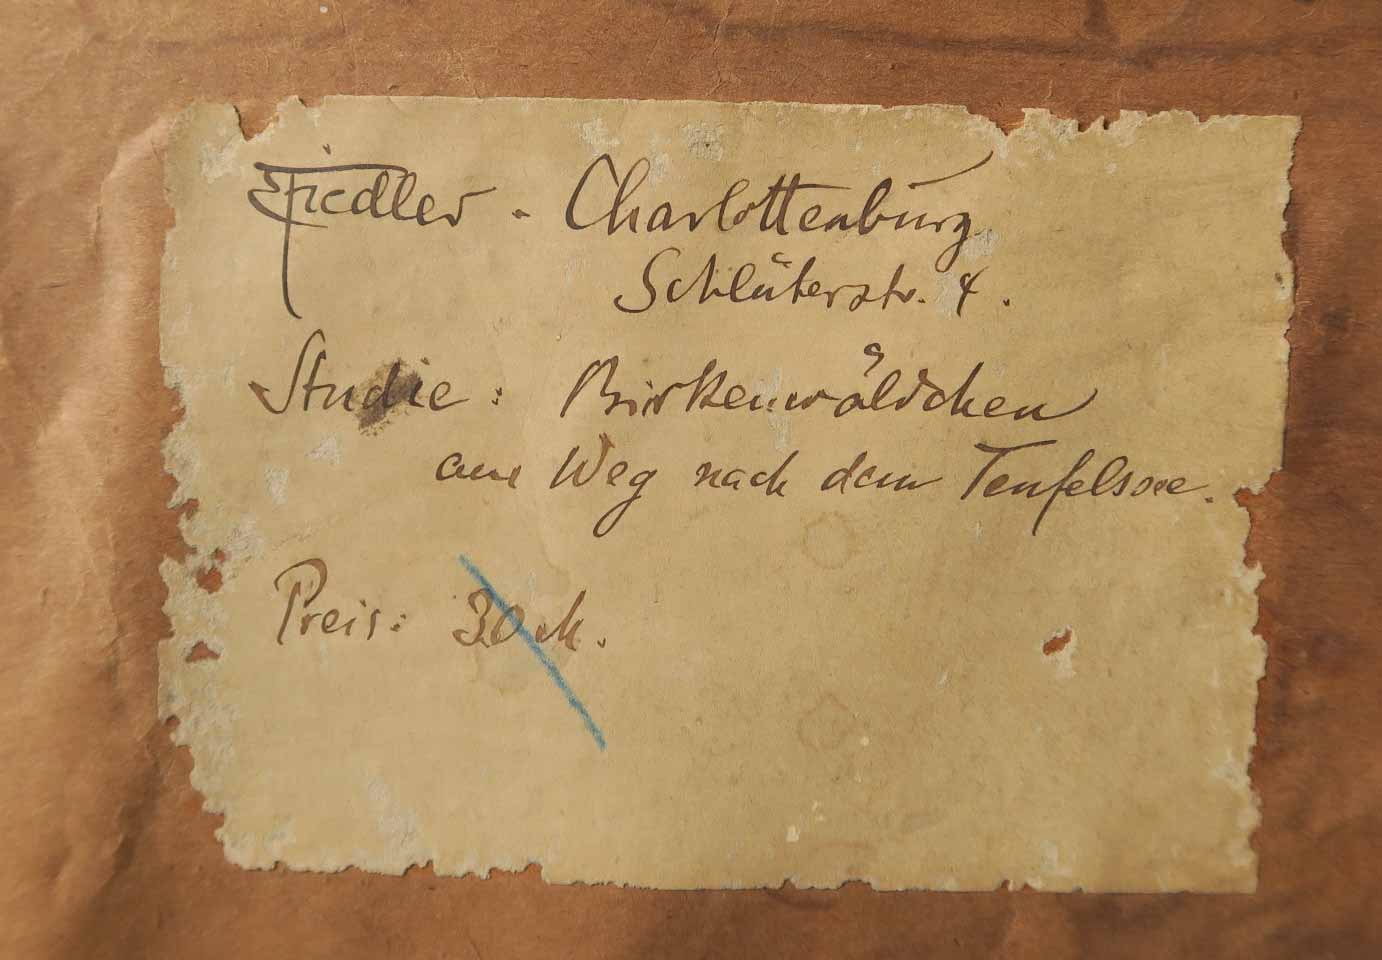 Fiedler - Charlottenburg
Schlüterstr. 4.
Studie: Birkenwäldchen
am Weg nach dem Teufelssee.
Preis: 30 M.